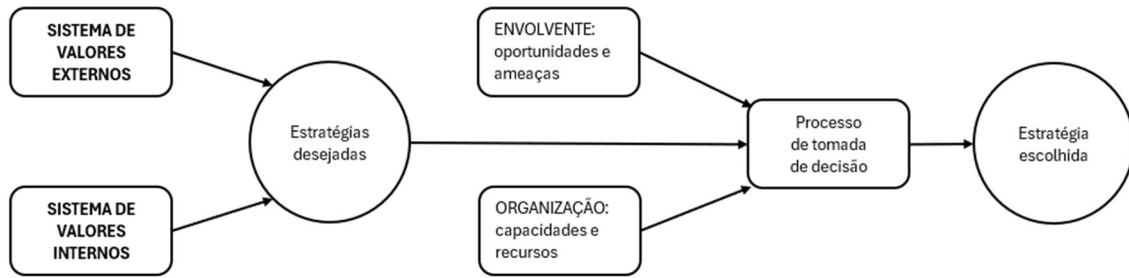 SISTEMA DE
VALORES
EXTERNOS
ENVOLVENTE:
oportunidades e
ameaças
Estratégias
desejadas
Processo
de tomada
de decisão
Estratégia
escolhida
SISTEMA DE
VALORES
INTERNOS
ORGANIZAÇÃO:
capacidades e
recursos